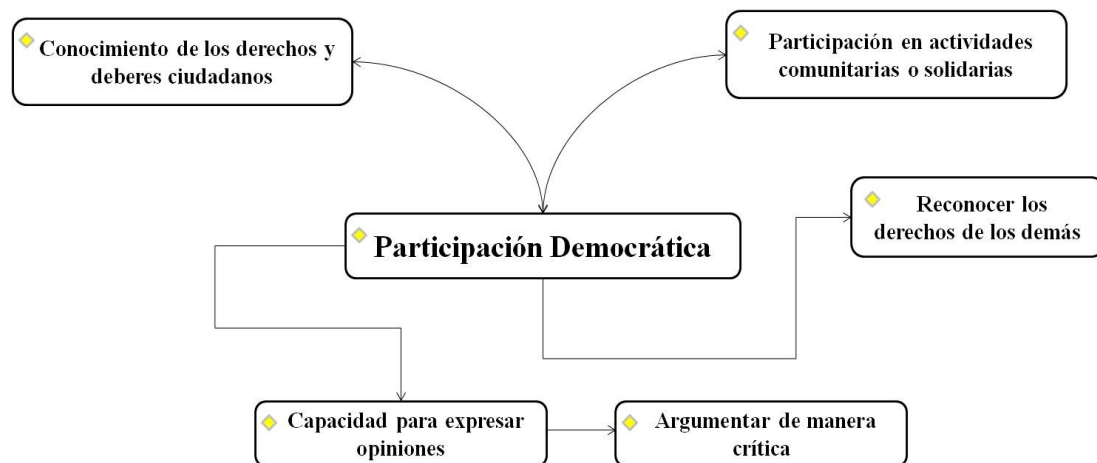 Conocimiento de los derechos y
deberes ciudadanos
Participación en actividades
comunitarias o solidarias
Reconocer los
derechos de los demás
Participación Democrática
Capacidad para expresar
opiniones
Argumentar de manera
crítica